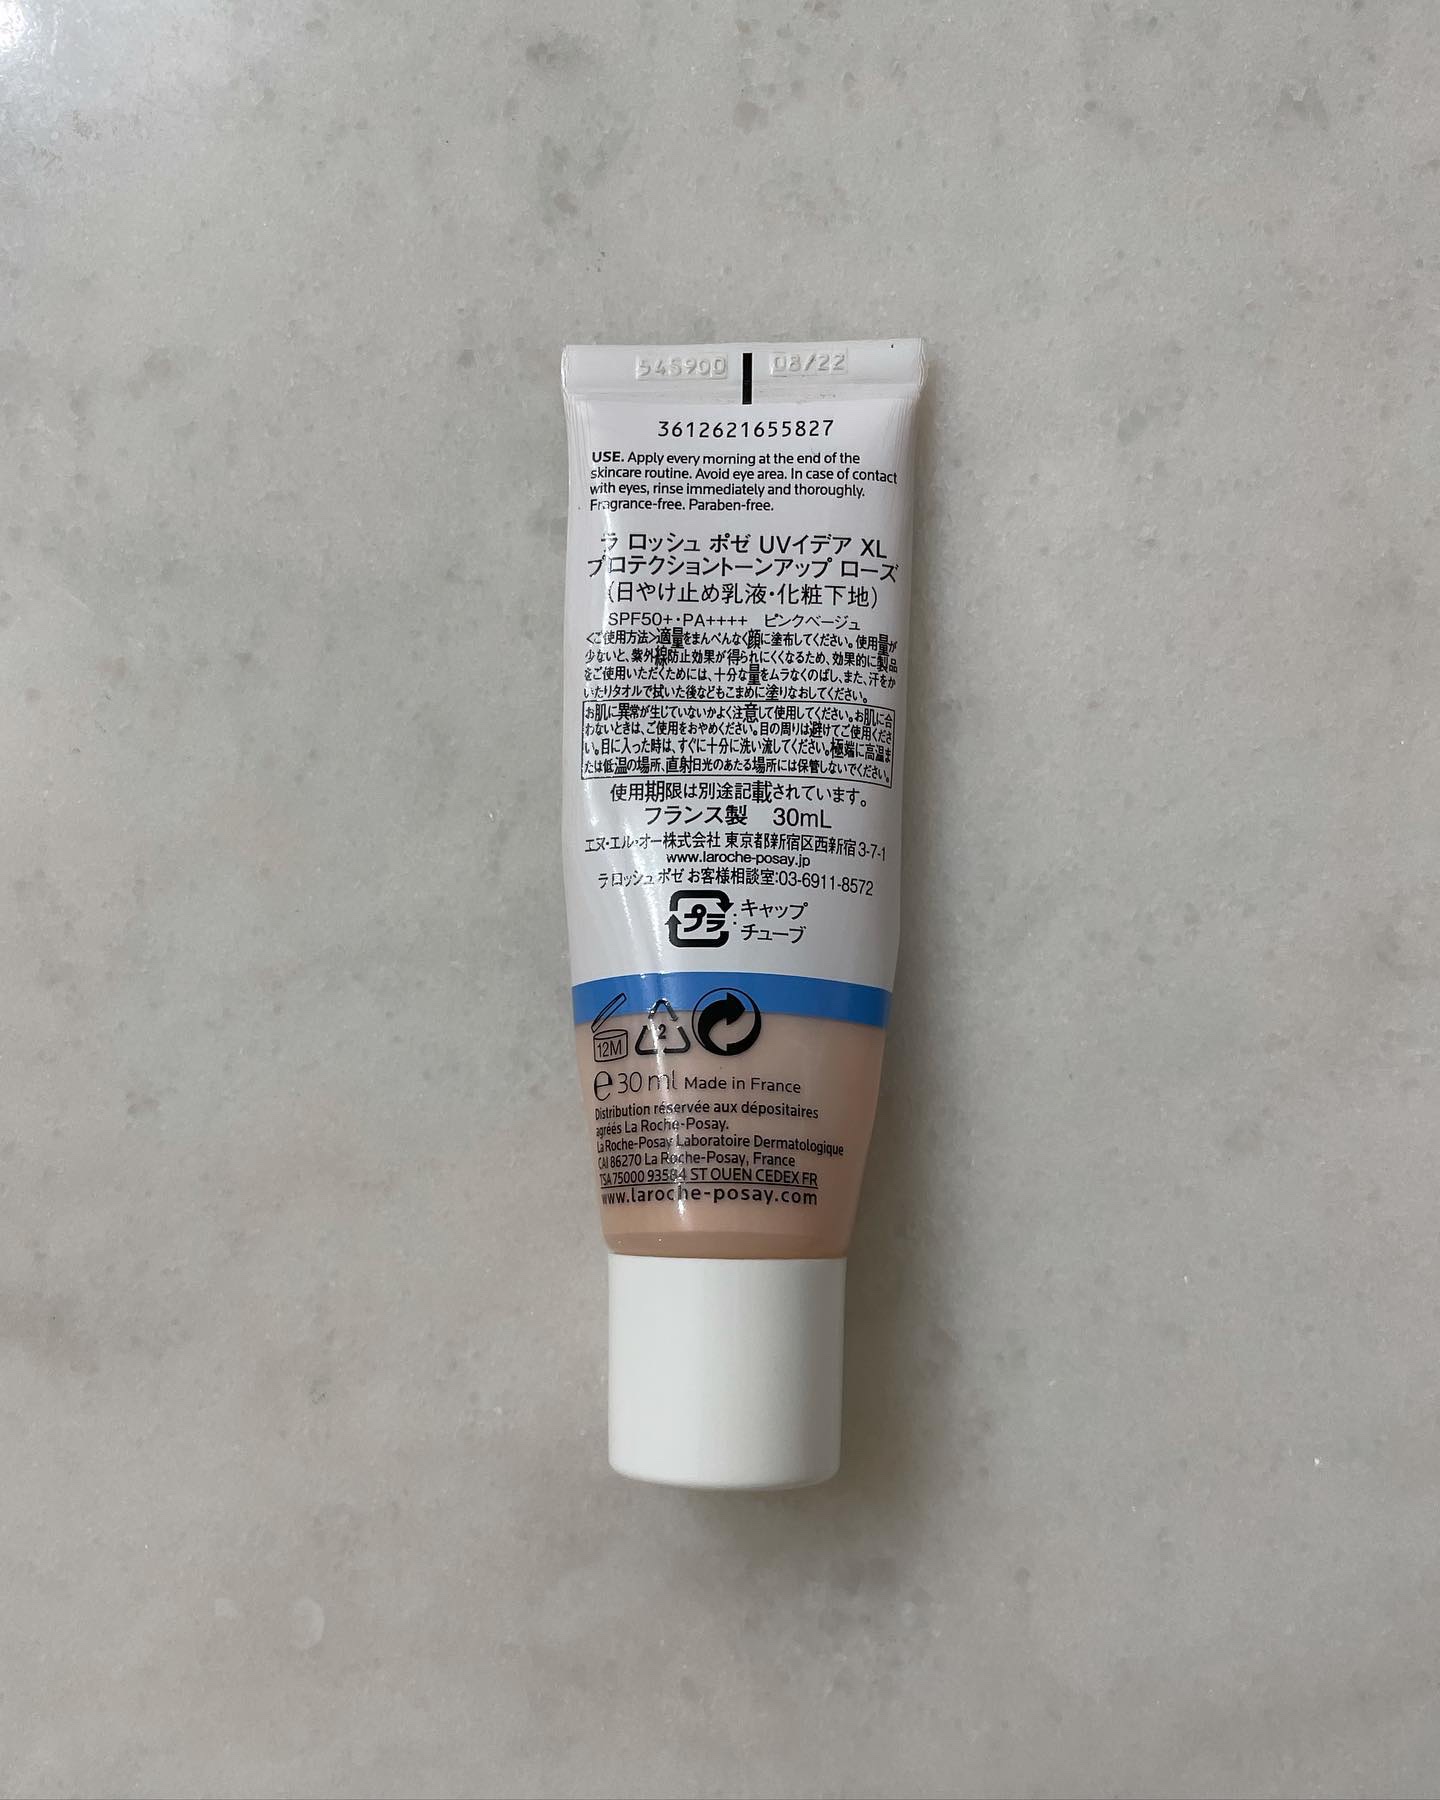 54S900 08/22
3612621655827
USE. Apply every morning at the end of the
skincare routine. Avoid eye area. In case of contact
with eyes, rinse immediately and thoroughly.
Fragrance-free. Paraben-free.
ラ ロッシュ ポゼ UVイデア XL
プロテクショントーンアップ ローズ
(日やけ止め乳液・化粧下地)
SPF50+・PA++++ ピンクベージュ
<ご使用方法>適量をまんべんなく顔に塗布してください。使用量が
少ないと、紫外線防止効果が得られにくくなるため、効果的に製品
をご使用いただくためには、十分な量をムラなくのばし、また、汗をか
いたりタオルで拭いた後などもこまめに塗りなおしてください。
お肌に異常が生じていないかよく注意して使用してください。お肌に合
わないときは、ご使用をおやめください。目の周りは避けてご使用くださ
い。目に入った時は、すぐに十分に洗い流してください。極端に高温ま
たは低温の場所、直射日光のあたる場所には保管しないでください。
使用期限は別途記載されています。
フランス製 30mL
エヌ・エル・オー株式会社 東京都新宿区西新宿 3-7-1
www.laroche-posay.jp
ラ ロッシュ ポゼ お客様相談室:03-6911-8572
プラ : キャップ
チューブ
12M 2
e 30 ml Made in France
Distribution réservée aux dépositaires
agréés La Roche-Posay.
La Roche-Posay Laboratoire Dermatologique
CAI 86270 La Roche-Posay, France
TSA 75000 93584 ST OUEN CEDEX FR
www.laroche-posay.com